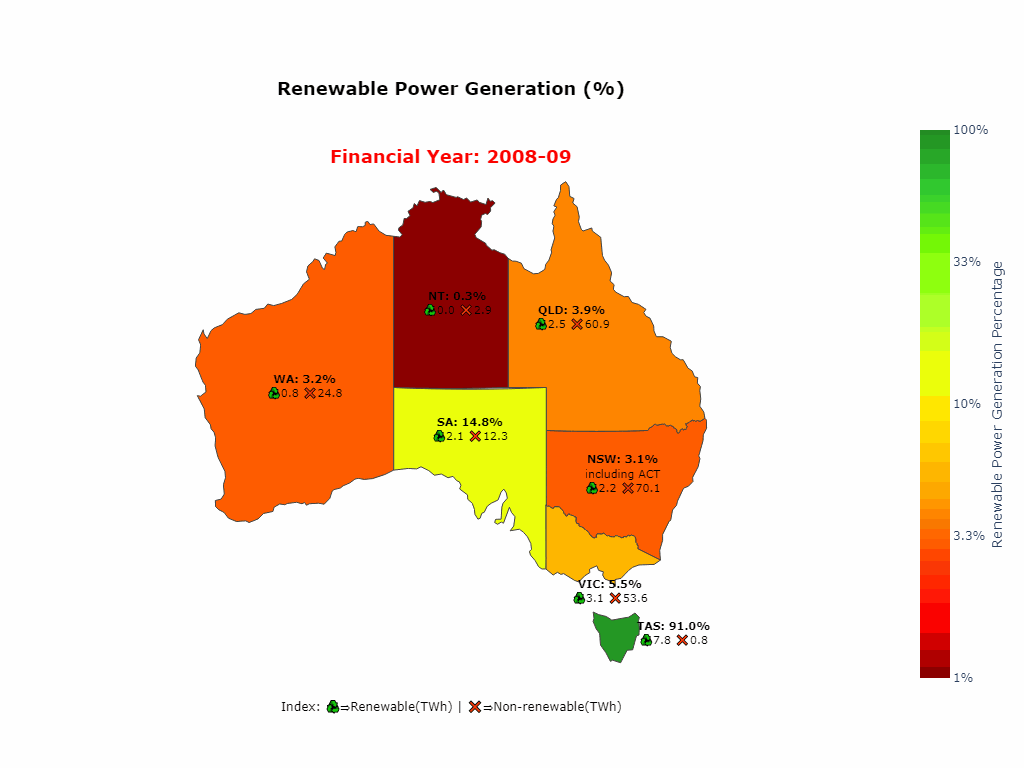 Renewable Power Generation (%)
Financial Year: 2008-09
NT: 0.3%
0.0 2.9
QLD: 3.9%
2.5 60.9
WA: 3.2%
0.8 24.8
SA: 14.8%
2.1 12.3
NSW: 3.1%
including ACT
2.2 70.1
VIC: 5.5%
3.1 53.6
TAS: 91.0%
7.8 0.8
Index: ⇒Renewable(TWh) | ⇒Non-renewable(TWh)
100%
33%
10%
3.3%
1%
Renewable Power Generation Percentage